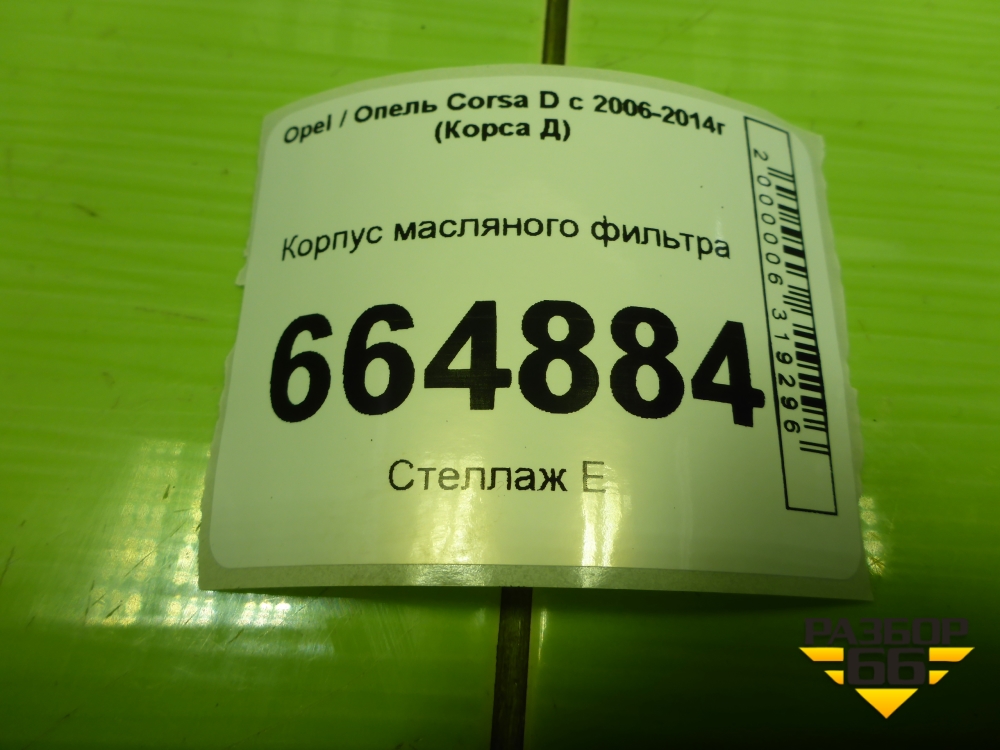 Opel / Опель Corsa D с 2006-2014г
(Корса Д)
Корпус масляного фильтра
664884
Стеллаж Е
2000006319296
РАЗБОР
66